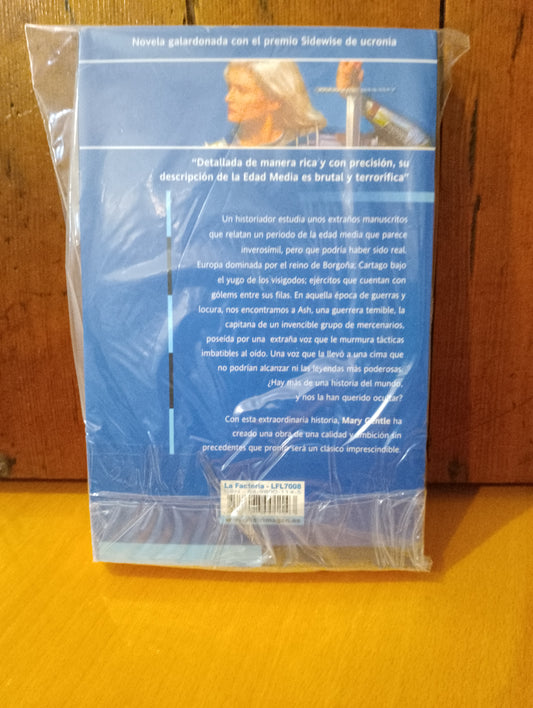 Novela galardonada con el premio Sidewise de ucronia
“Detallada de manera rica y con precisión, su
descripción de la Edad Media es brutal y terrorífica”
Un historiador estudia unos extraños manuscritos
que relatan un periodo de la edad media que parece
inverosímil, pero que podría haber sido real.
Europa dominada por el reino de Borgoña; Cartago bajo
el yugo de los visigodos; ejércitos que cuentan con
gólems entre sus filas. En aquella época de guerras y
locura, nos encontramos a Ash, una guerrera temible, la
capitana de un invencible grupo de mercenarios,
poseída por una extraña voz que le murmura tácticas
imbatibles al oído. Una voz que la llevó a una cima que
no podrían alcanzar ni las leyendas más poderosas.
¿Hay más de una historia del mundo,
y nos la han querido ocultar?
Con esta extraordinaria historia, Mary Gentle ha
creado una obra de una calidad y ambición sin
precedentes que pronto será un clásico imprescindible.
La Factoría - LFL7008